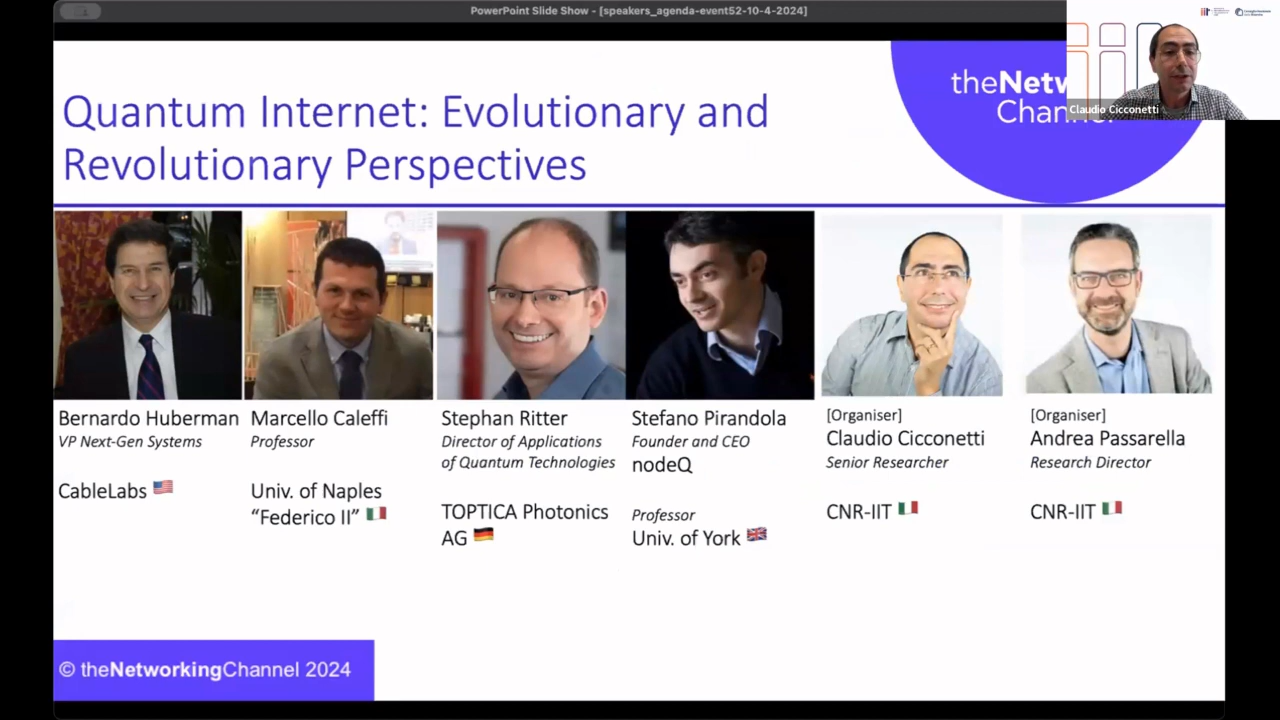 PowerPoint Slide Show - [speakers_agenda-event52-10-4-2024]
Claudio Cicconetti
theNetw
Chan
Quantum Internet: Evolutionary and
Revolutionary Perspectives
Bernardo Huberman
VP Next-Gen Systems
CableLabs
Marcello Caleffi
Professor
Univ. of Naples
“Federico II”
Stephan Ritter
Director of Applications
of Quantum Technologies
TOPTICA Photonics
AG
Stefano Pirandola
Founder and CEO
nodeQ
Professor
Univ. of York
[Organiser]
Claudio Cicconetti
Senior Researcher
CNR-IIT
[Organiser]
Andrea Passarella
Research Director
CNR-IIT
© theNetworkingChannel 2024